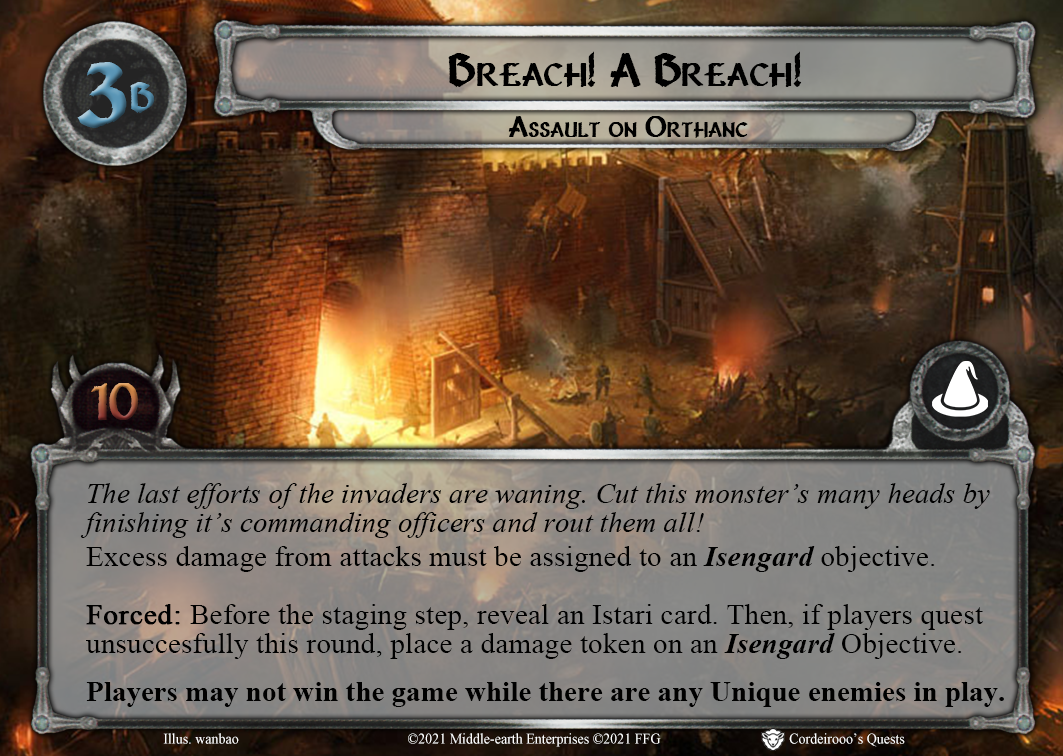 3B
Breach! A Breach!
Assault on Orthanc
10
The last efforts of the invaders are waning. Cut this monster's many heads by
finishing it's commanding officers and rout them all!
Excess damage from attacks must be assigned to an Isengard objective.
Forced: Before the staging step, reveal an Istari card. Then, if players quest
unsuccesfully this round, place a damage token on an Isengard Objective.
Players may not win the game while there are any Unique enemies in play.
Illus. wanbao ©2021 Middle-earth Enterprises ©2021 FFG Cordeirooo's Quests